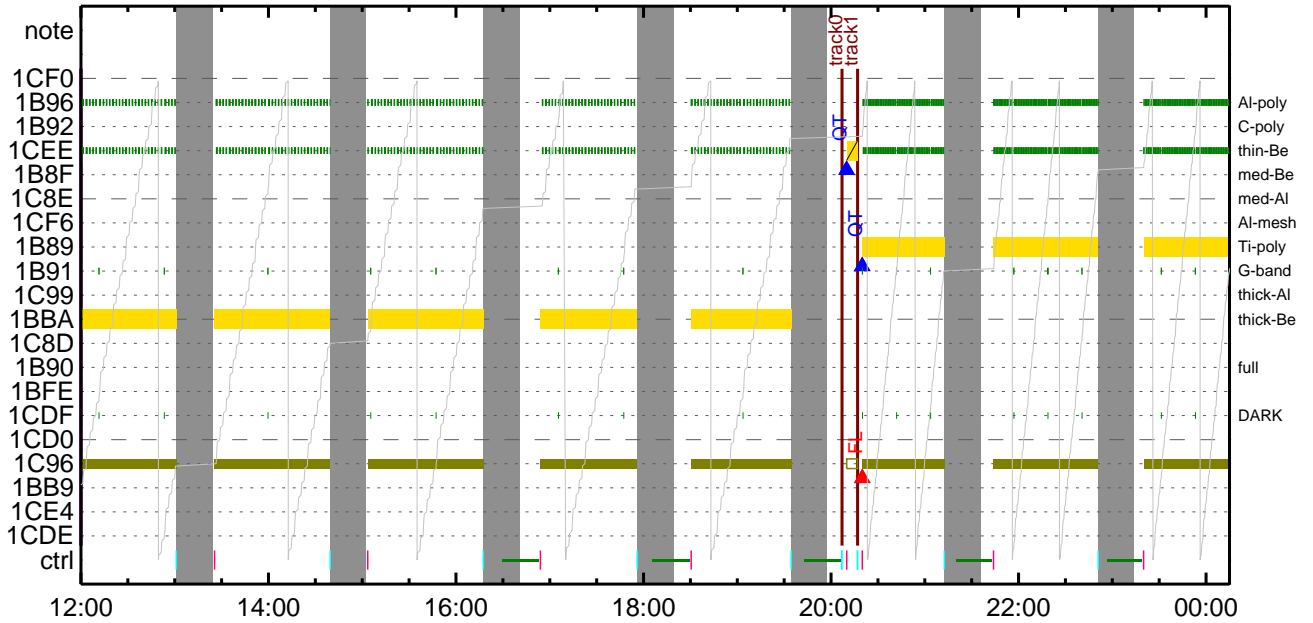 note
track0
track1
1CF0
1B96 Al-poly
1B92 C-poly
QT
1CEE thin-Be
1B8F med-Be
1C8E med-Al
1CF6 Al-mesh
QT
1B89 Ti-poly
1B91 G-band
1C99 thick-Al
1BBA thick-Be
1C8D
1B90 full
1BFE
1CDF DARK
1CD0
FL
1C96
1BB9
1CE4
1CDE
ctrl
12:00 14:00 16:00 18:00 20:00 22:00 00:00